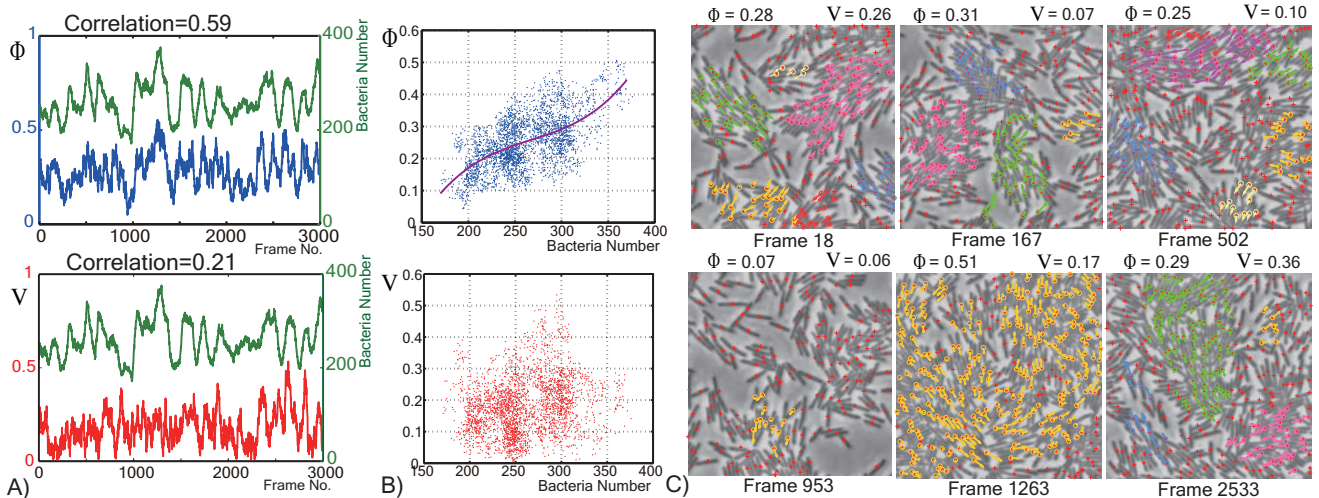 Correlation=0.59
1
Φ
0.5
0
400
200
0
Bacteria Number
0 1000 2000 3000
Frame No.
Correlation=0.21
1
V
0.5
0
400
200
0
Bacteria Number
0 1000 2000 3000
Frame No.
A)
Φ
0.6
0.5
0.4
0.3
0.2
0.1
0
150 200 250 300 350 400
Bacteria Number
V
0.6
0.5
0.4
0.3
0.2
0.1
0
150 200 250 300 350 400
Bacteria Number
B)
Φ = 0.28 V = 0.26
Frame 18
Φ = 0.31 V = 0.07
Frame 167
Φ = 0.25 V = 0.10
Frame 502
Φ = 0.07 V = 0.06
Frame 953
Φ = 0.51 V = 0.17
Frame 1263
Φ = 0.29 V = 0.36
Frame 2533
C)